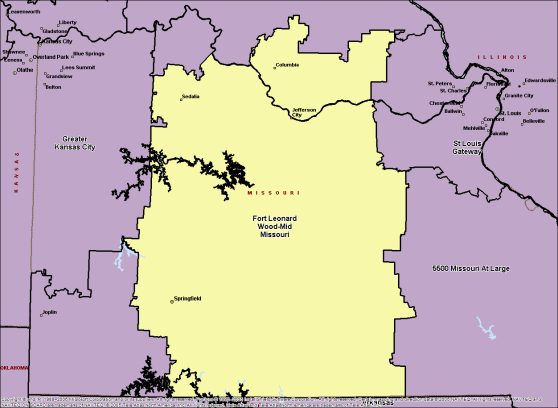 Leavenworth
Liberty
Gladstone
Kansas City
Shawnee
Overland Park
Blue Springs
Lenexa
Lees Summit
Olathe
Grandview
Belton
Columbia
Sedalia
Jefferson
City
ILLINOIS
Alton
St. Peters
Florissant
Edwardsville
St. Charles
Granite City
Chesterfield
St. Louis
O'Fallon
Ballwin
Concord
Mehlville
Oakville
Belleville
St Louis
Gateway
Greater
Kansas City
KANSAS
MISSOURI
Fort Leonard
Wood-Mid
Missouri
5500 Missouri At Large
Springfield
Joplin
OKLAHOMA
Arkansas